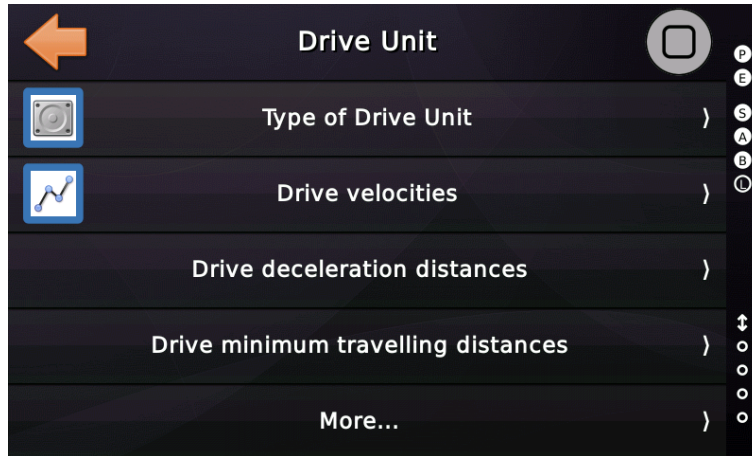 Drive Unit
Type of Drive Unit
Drive velocities
Drive deceleration distances
Drive minimum travelling distances
More...
P
E
S
A
B
L